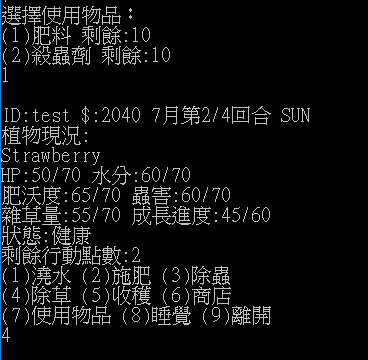 選擇使用物品：
(1)肥料 剩餘:10
(2)殺蟲劑 剩餘:10
1
ID:test $:2040 7月第2/4回合 SUN
植物現況:
Strawberry
HP:50/70 水分:60/70
肥沃度:65/70 蟲害:60/70
雜草量:55/70 成長進度:45/60
狀態:健康
剩餘行動點數:2
(1)澆水 (2)施肥 (3)除蟲
(4)除草 (5)收穫 (6)商店
(7)使用物品 (8)睡覺 (9)離開
4